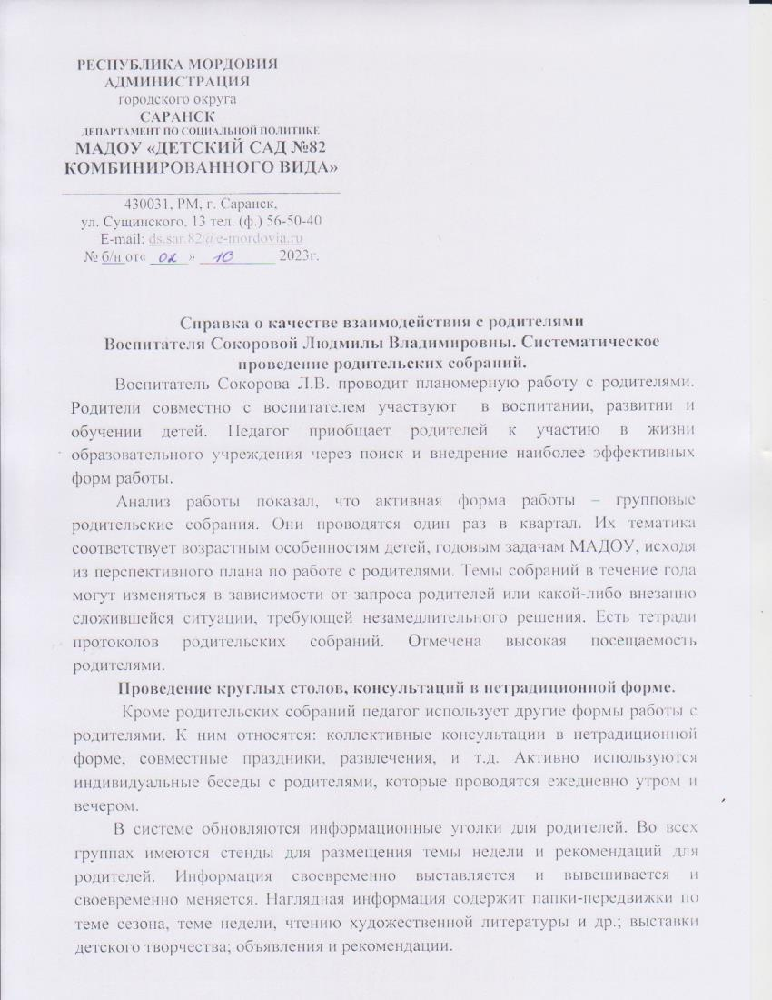 РЕСПУБЛИКА МОРДОВИЯ
АДМИНИСТРАЦИЯ
городского округа
САРАНСК
ДЕПАРТАМЕНТ ПО СОЦИАЛЬНОЙ ПОЛИТИКЕ
МАДОУ «ДЕТСКИЙ САД №82
КОМБИНИРОВАННОГО ВИДА»
430031, РМ, г. Саранск,
ул. Сущинского, 13 тел. (ф.) 56-50-40
E-mail: ds.sar.82@e-mordovia.ru
№ б/н от« 02 » 10 2023г.
Справка о качестве взаимодействия с родителями
Воспитателя Сокоровой Людмилы Владимировны. Систематическое
проведение родительских собраний.
Воспитатель Сокорова Л.В. проводит планомерную работу с родителями.
Родители совместно с воспитателем участвуют в воспитании, развитии и
обучении детей. Педагог приобщает родителей к участию в жизни
образовательного учреждения через поиск и внедрение наиболее эффективных
форм работы.
Анализ работы показал, что активная форма работы – групповые
родительские собрания. Они проводятся один раз в квартал. Их тематика
соответствует возрастным особенностям детей, годовым задачам МАДОУ, исходя
из перспективного плана по работе с родителями. Темы собраний в течение года
могут изменяться в зависимости от запроса родителей или какой-либо внезапно
сложившейся ситуации, требующей незамедлительного решения. Есть тетради
протоколов родительских собраний. Отмечена высокая посещаемость
родителями.
Проведение круглых столов, консультаций в нетрадиционной форме.
Кроме родительских собраний педагог использует другие формы работы с
родителями. К ним относятся: коллективные консультации в нетрадиционной
форме, совместные праздники, развлечения, и т.д. Активно используются
индивидуальные беседы с родителями, которые проводятся ежедневно утром и
вечером.
В системе обновляются информационные уголки для родителей. Во всех
группах имеются стенды для размещения темы недели и рекомендаций для
родителей. Информация своевременно выставляется и вывешивается и
своевременно меняется. Наглядная информация содержит папки-передвижки по
теме сезона, теме недели, чтению художественной литературы и др.; выставки
детского творчества; объявления и рекомендации.